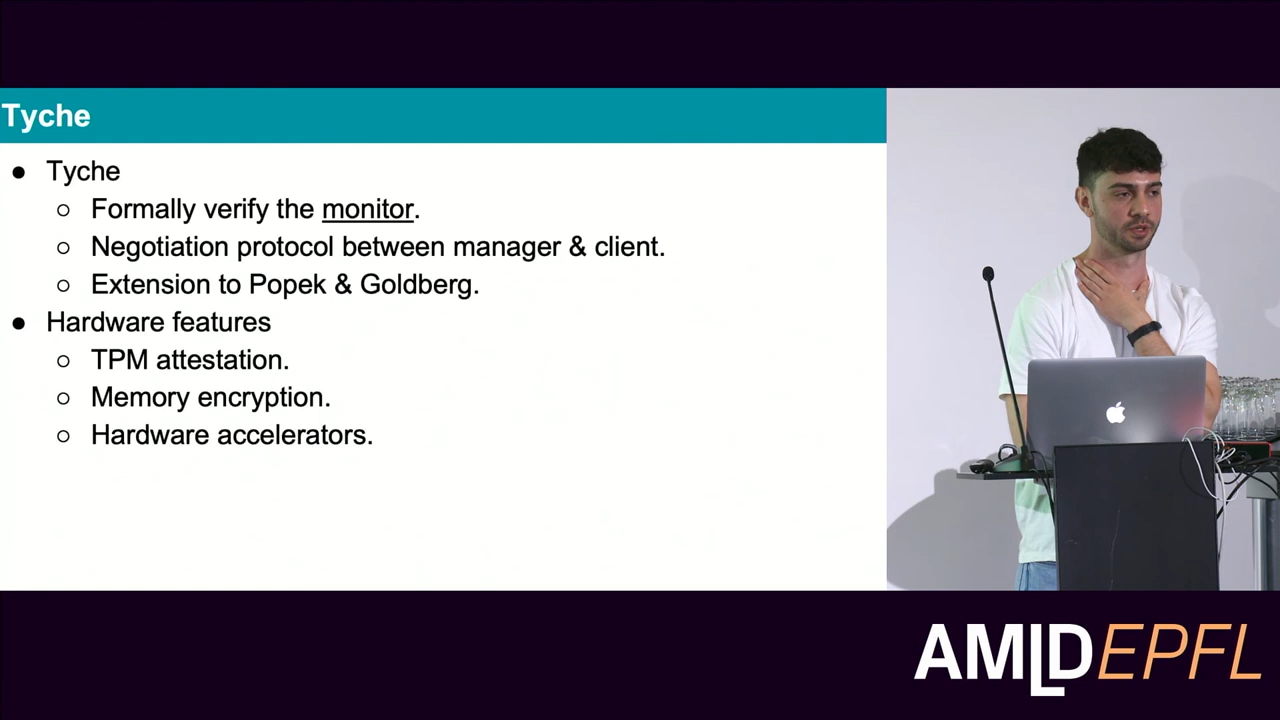 Tyche
● Tyche
○ Formally verify the monitor.
○ Negotiation protocol between manager & client.
○ Extension to Popek & Goldberg.
● Hardware features
○ TPM attestation.
○ Memory encryption.
○ Hardware accelerators.
AMLD EPFL